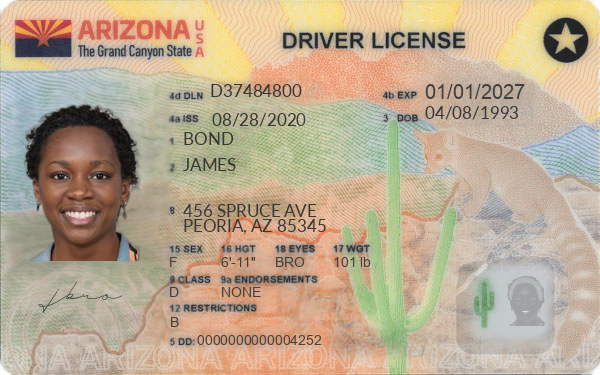 ARIZONA USA
The Grand Canyon State
DRIVER LICENSE
4d DLN D37484800
4b EXP 01/01/2027
4a ISS 08/28/2020
3 DOB 04/08/1993
1 BOND
2 JAMES
8 456 SPRUCE AVE
PEORIA, AZ 85345
15 SEX 16 HGT 18 EYES 17 WGT
F 6'-11" BRO 101 lb
9 CLASS 9a ENDORSEMENTS
D NONE
12 RESTRICTIONS
B
5 DD: 0000000000004252
ARIZONA ARIZONA ARIZONA ARIZONA